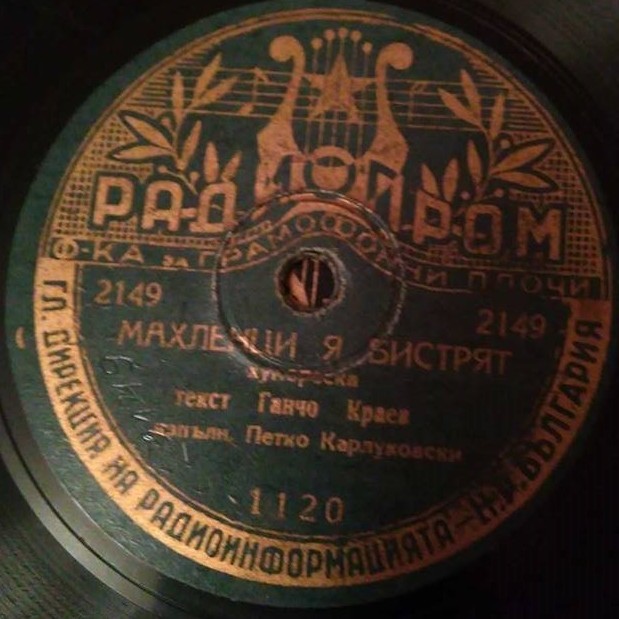 РАДИОПРОМ
Ф-КА за ГРАМОФОННИ ПЛОЧИ
2149 2149
МАХЛЕНЦИ Я БИСТРЯТ
хумореска
текст Ганчо Краев
изпълн. Петко Карлуковски
1120
ГЛ. ДИРЕКЦИЯ НА РАДИОИНФОРМАЦИЯТА - Н.Р. БЪЛГАРИЯ